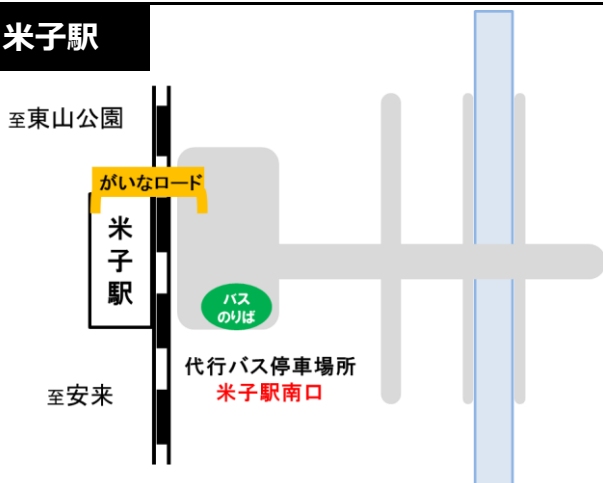 米子駅
至東山公園
がいなロード
米子駅
バス
のりば
代行バス停車場所
米子駅南口
至安来